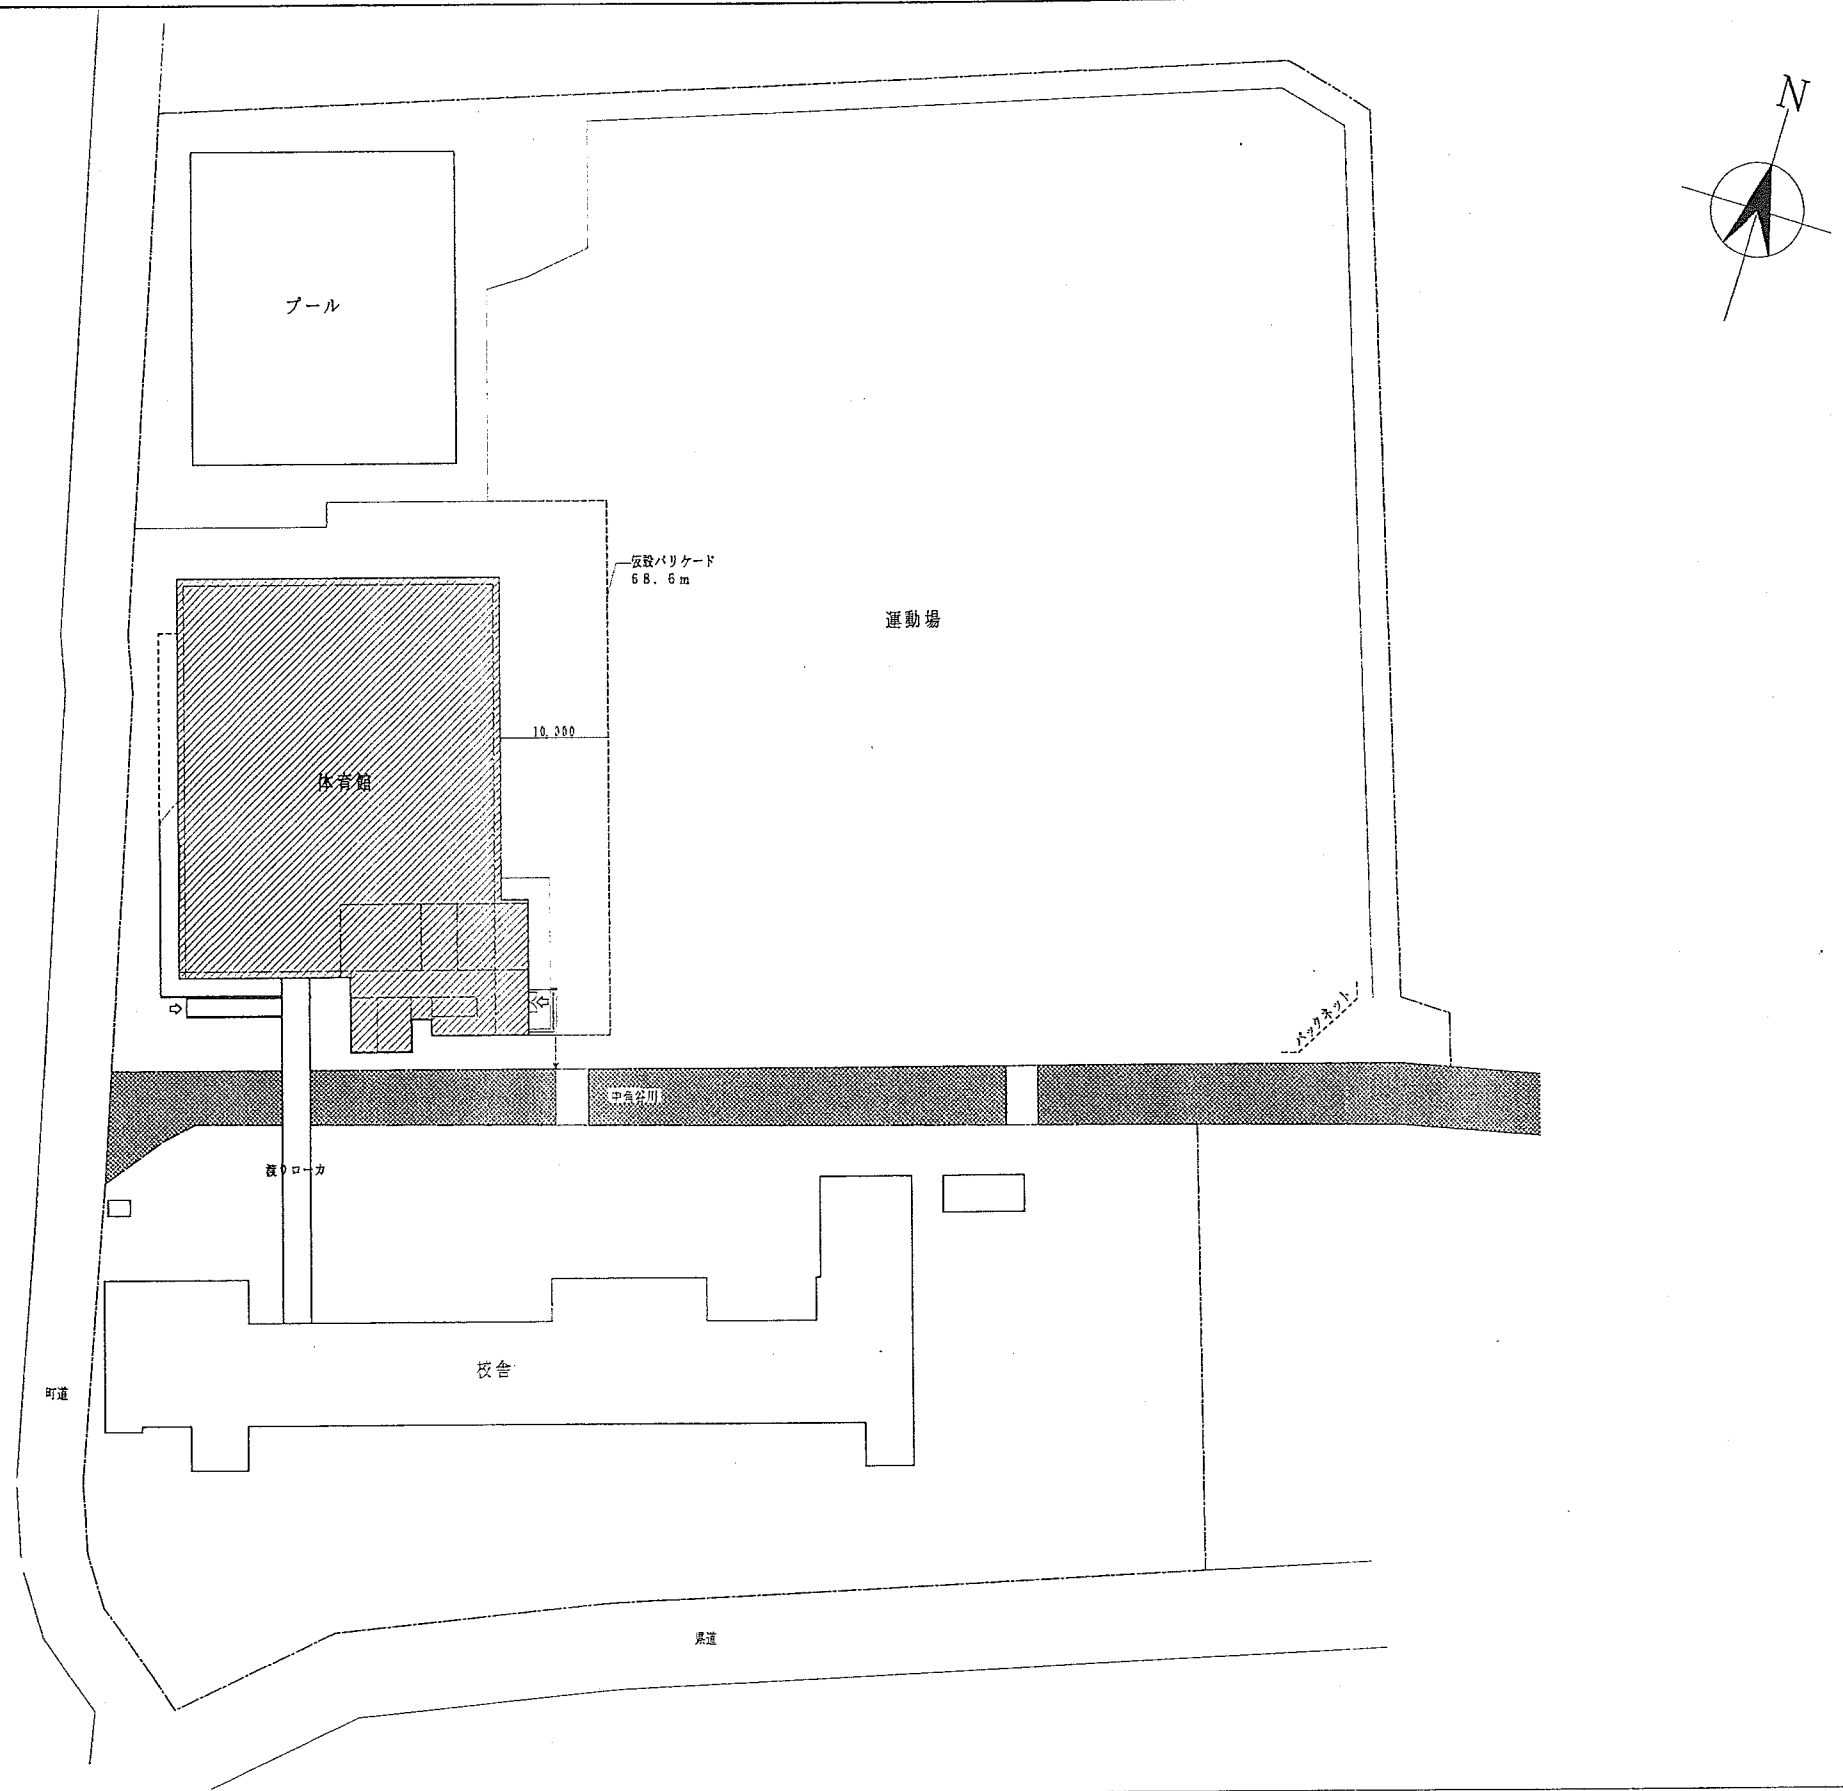 N
プール
仮設バリケード
68.6m
運動場
10,300
体育館
バックネット
渡りローカ
校舎
町道
県道